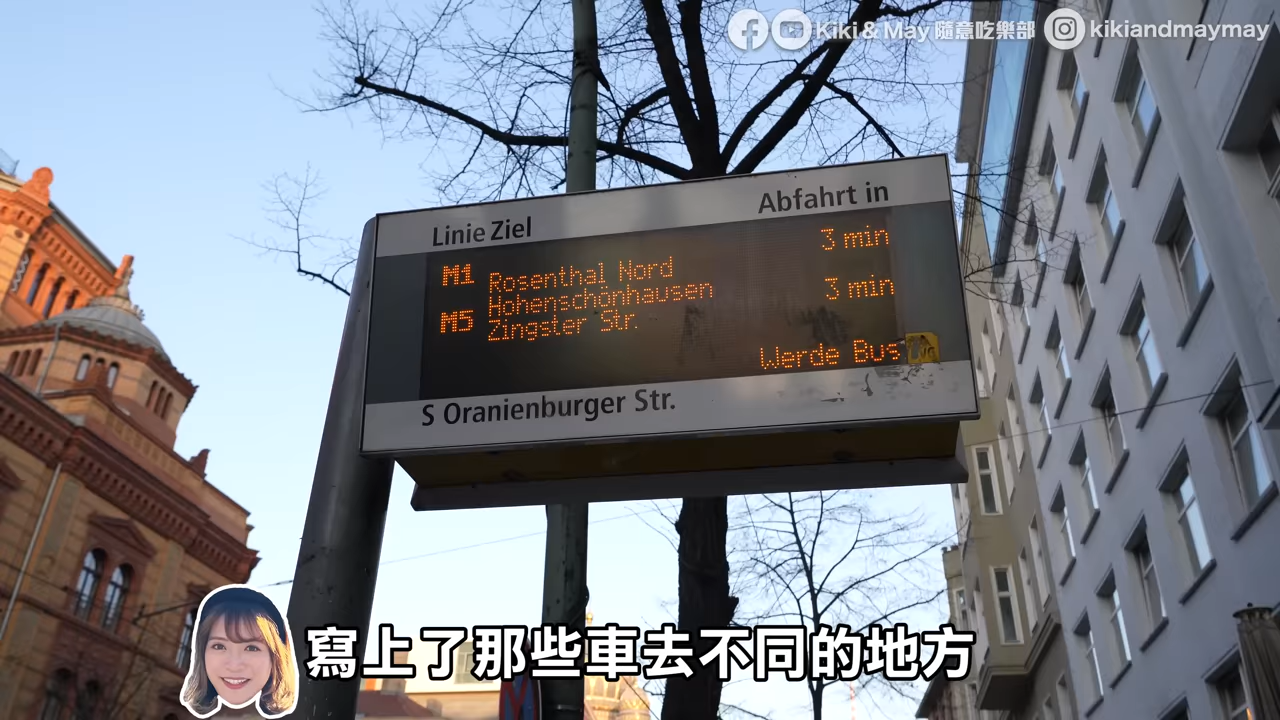 Kiki & May 隨意吃樂部
kikiandmaymay
Linie Ziel
Abfahrt in
M1 Rosenthal Nord 3 min
Hohenschönhausen 3 min
M5 Zingster Str.
Werde Bus
S Oranienburger Str.
寫上了那些車去不同的地方